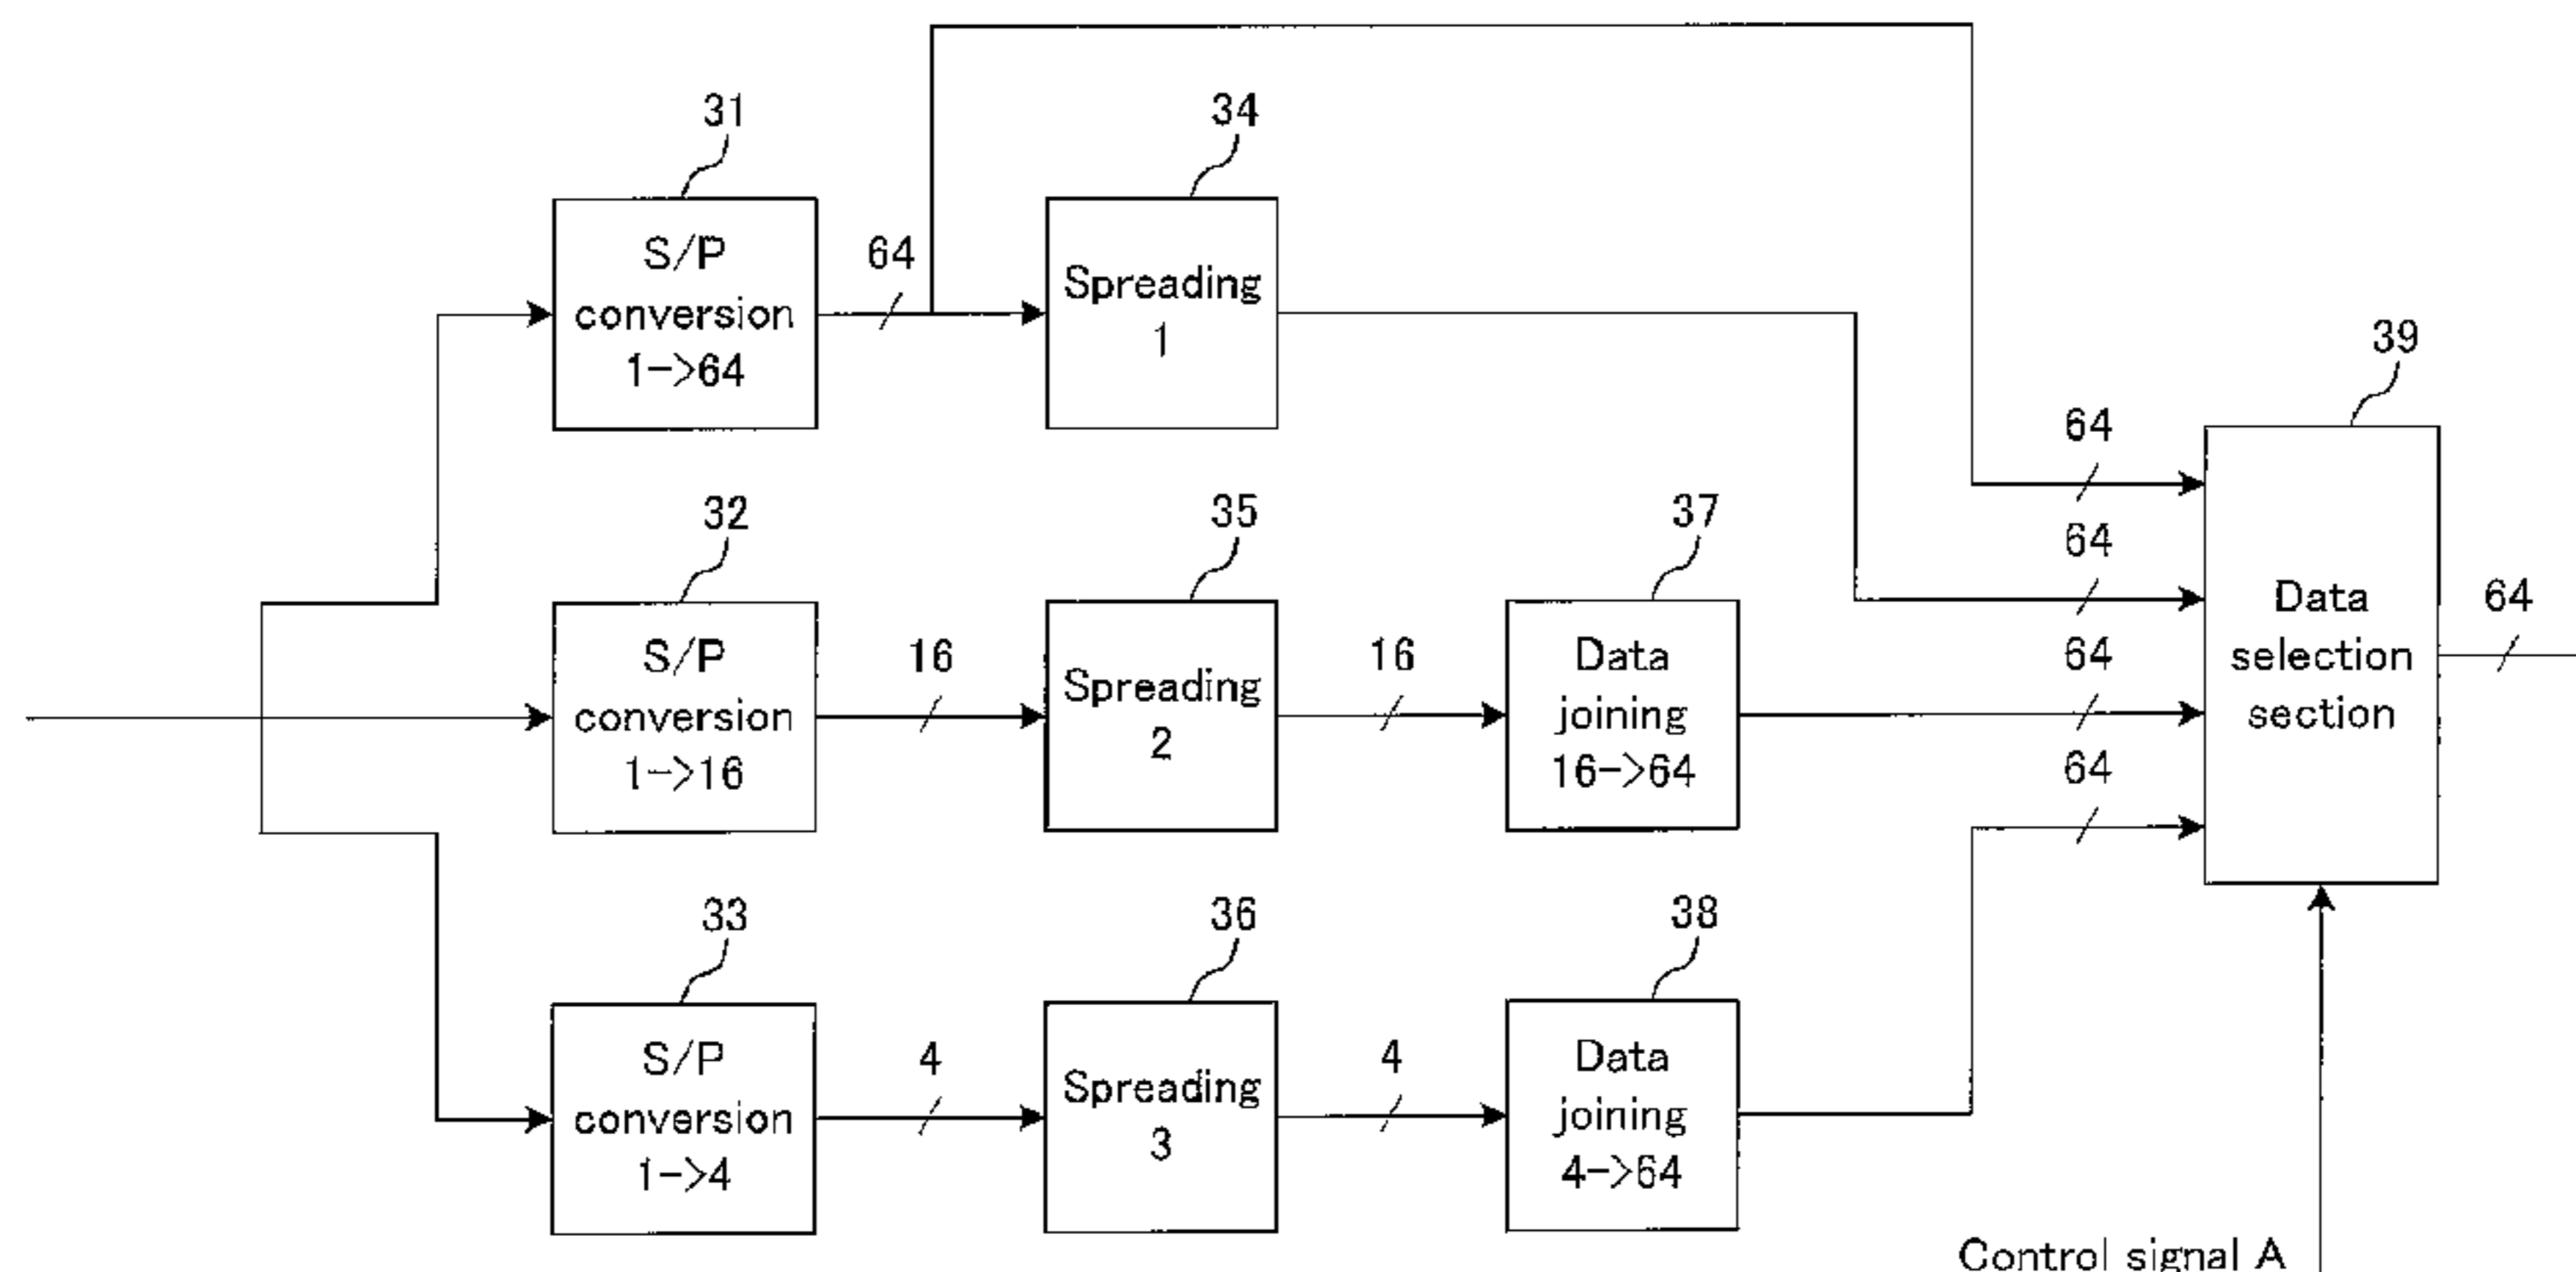 31
34
S/P
conversion
1->64
64
Spreading
1
39
64
64
64
64
Data
selection
section
64
32
35
37
S/P
conversion
1->16
16
Spreading
2
16
Data
joining
16->64
33
36
38
S/P
conversion
1->4
4
Spreading
3
4
Data
joining
4->64
Control signal A